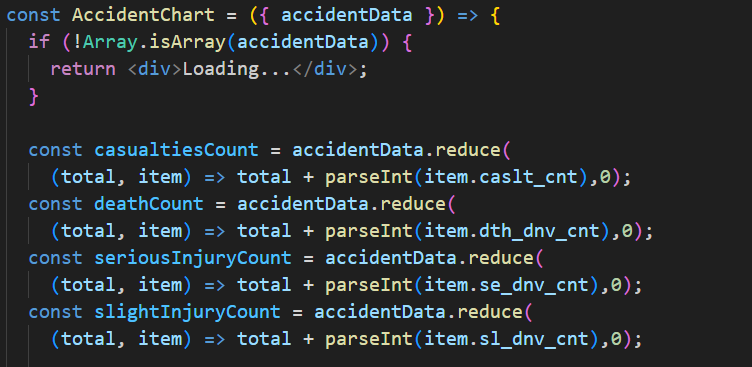 const AccidentChart = ({ accidentData }) => {
  if (!Array.isArray(accidentData)) {
    return <div>Loading...</div>;
  }

  const casualtiesCount = accidentData.reduce(
    (total, item) => total + parseInt(item.caslt_cnt),0);
  const deathCount = accidentData.reduce(
    (total, item) => total + parseInt(item.dth_dnv_cnt),0);
  const seriousInjuryCount = accidentData.reduce(
    (total, item) => total + parseInt(item.se_dnv_cnt),0);
  const slightInjuryCount = accidentData.reduce(
    (total, item) => total + parseInt(item.sl_dnv_cnt),0);